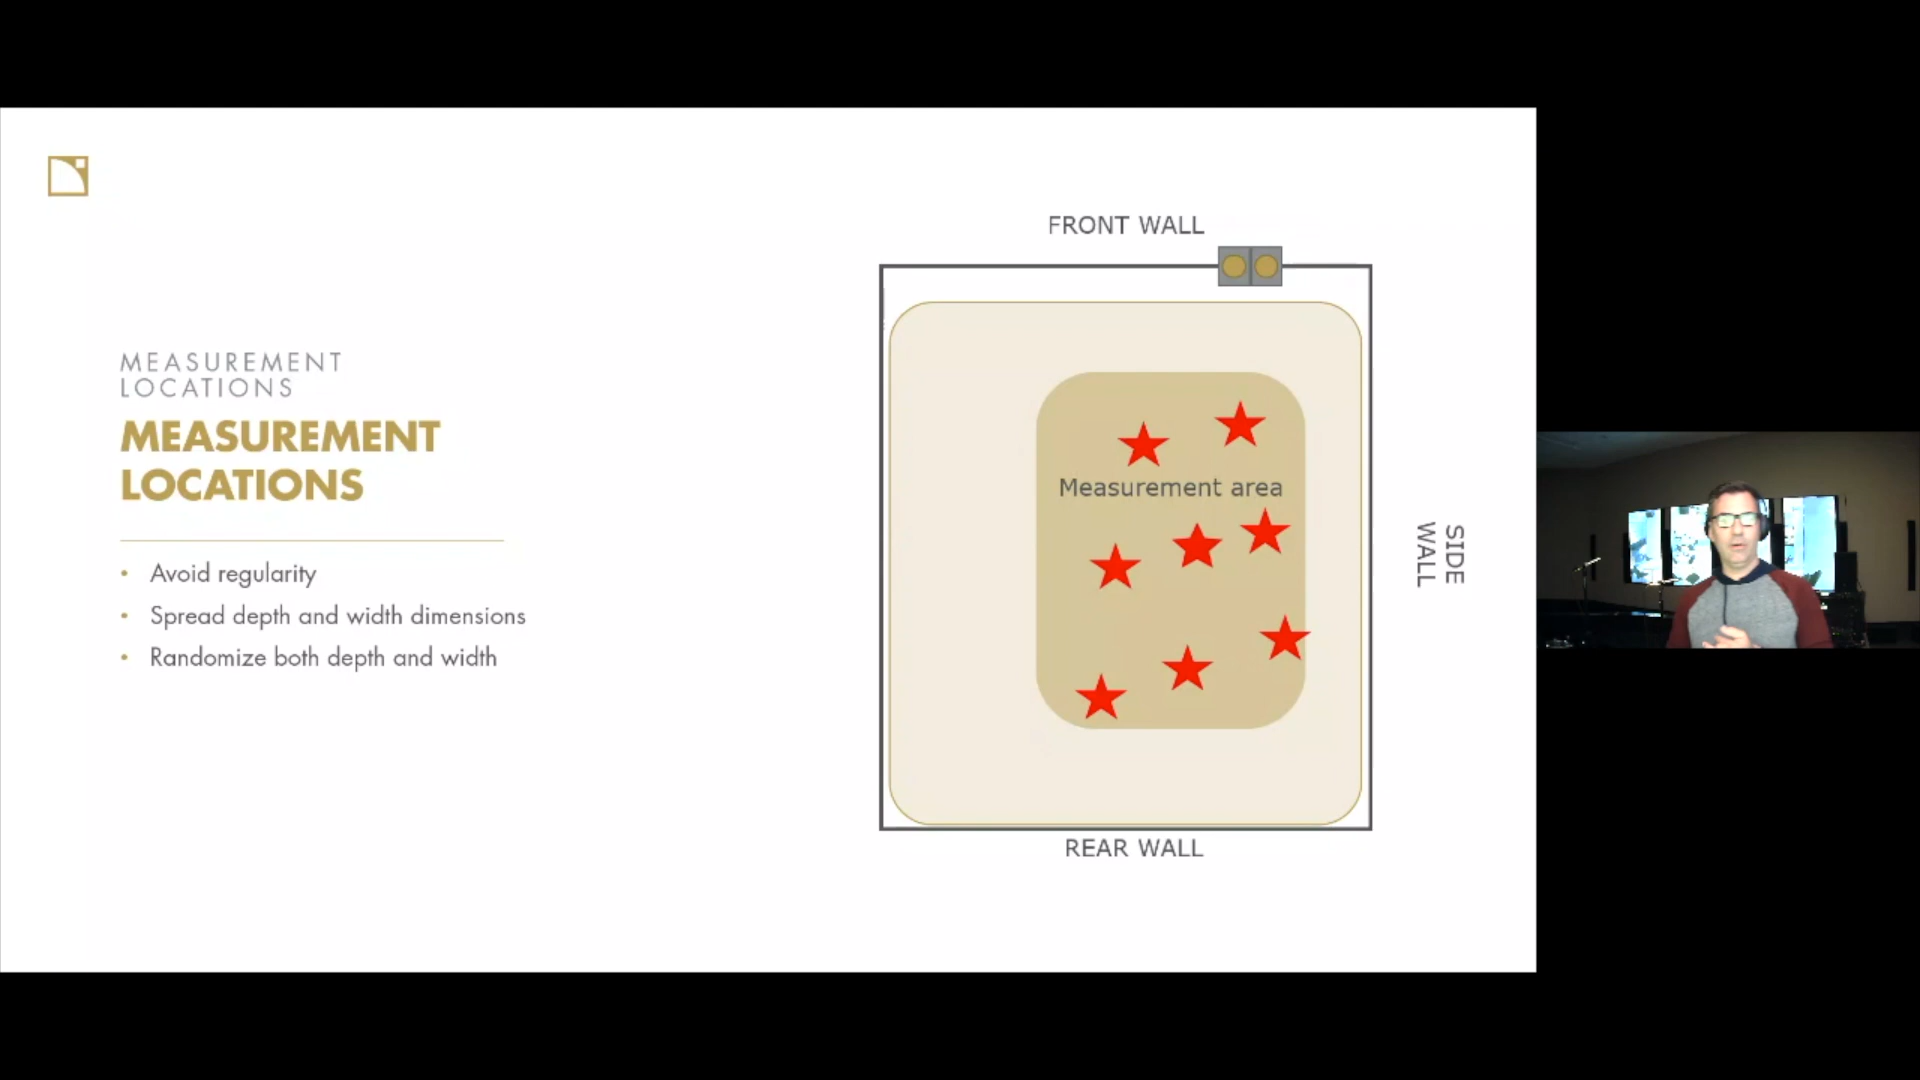 MEASUREMENT
LOCATIONS
MEASUREMENT
LOCATIONS
• Avoid regularity
• Spread depth and width dimensions
• Randomize both depth and width
FRONT WALL
Measurement area
SIDE
WALL
REAR WALL